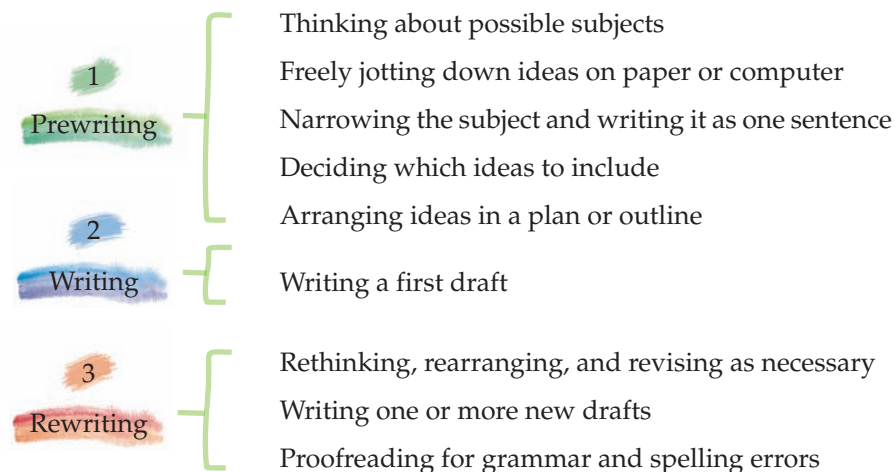 1
Prewriting
Thinking about possible subjects
Freely jotting down ideas on paper or computer
Narrowing the subject and writing it as one sentence
Deciding which ideas to include
Arranging ideas in a plan or outline
2
Writing
Writing a first draft
3
Rewriting
Rethinking, rearranging, and revising as necessary
Writing one or more new drafts
Proofreading for grammar and spelling errors